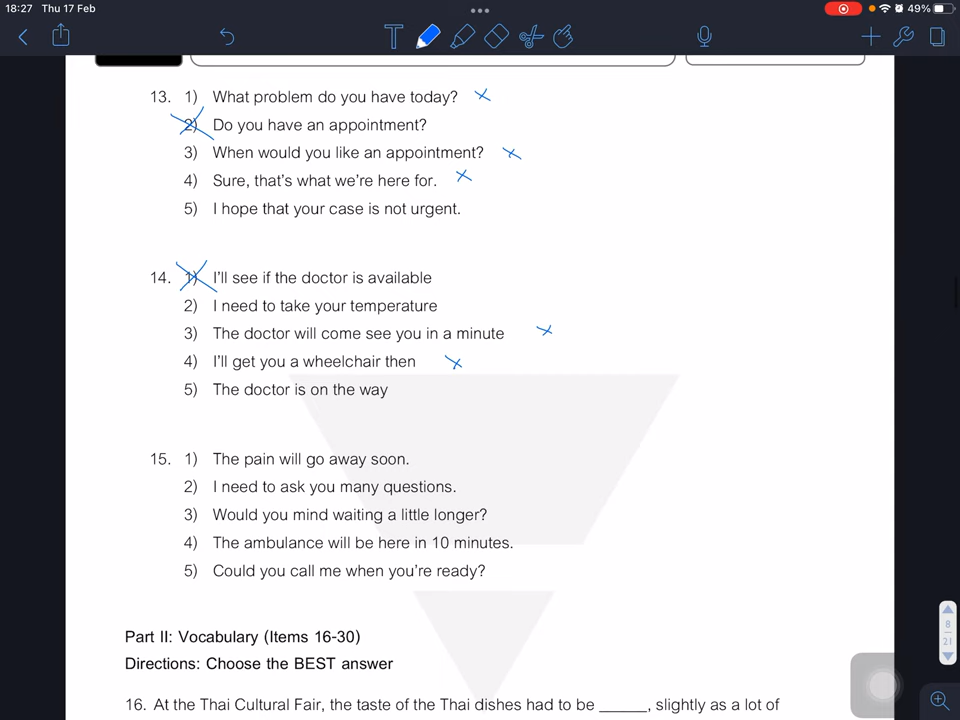 18:27 Thu 17 Feb
49%
13. 1) What problem do you have today?
2) Do you have an appointment?
3) When would you like an appointment?
4) Sure, that's what we're here for.
5) I hope that your case is not urgent.
14. 1) I'll see if the doctor is available
2) I need to take your temperature
3) The doctor will come see you in a minute
4) I'll get you a wheelchair then
5) The doctor is on the way
15. 1) The pain will go away soon.
2) I need to ask you many questions.
3) Would you mind waiting a little longer?
4) The ambulance will be here in 10 minutes.
5) Could you call me when you're ready?
8
21
Part II: Vocabulary (Items 16-30)
Directions: Choose the BEST answer
16. At the Thai Cultural Fair, the taste of the Thai dishes had to be ______, slightly as a lot of